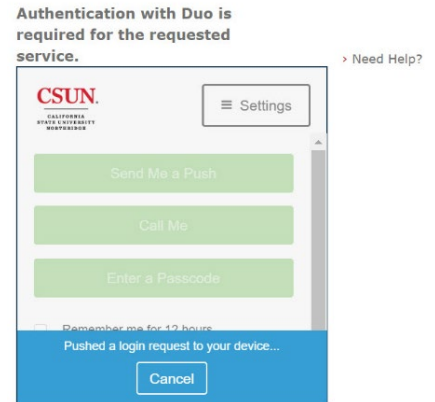 Authentication with Duo is
required for the requested
service.
> Need Help?
CSUN.
CALIFORNIA
STATE UNIVERSITY
NORTHRIDGE
≡ Settings
Send Me a Push
Call Me
Enter a Passcode
Remember me for 12 hours
Pushed a login request to your device...
Cancel